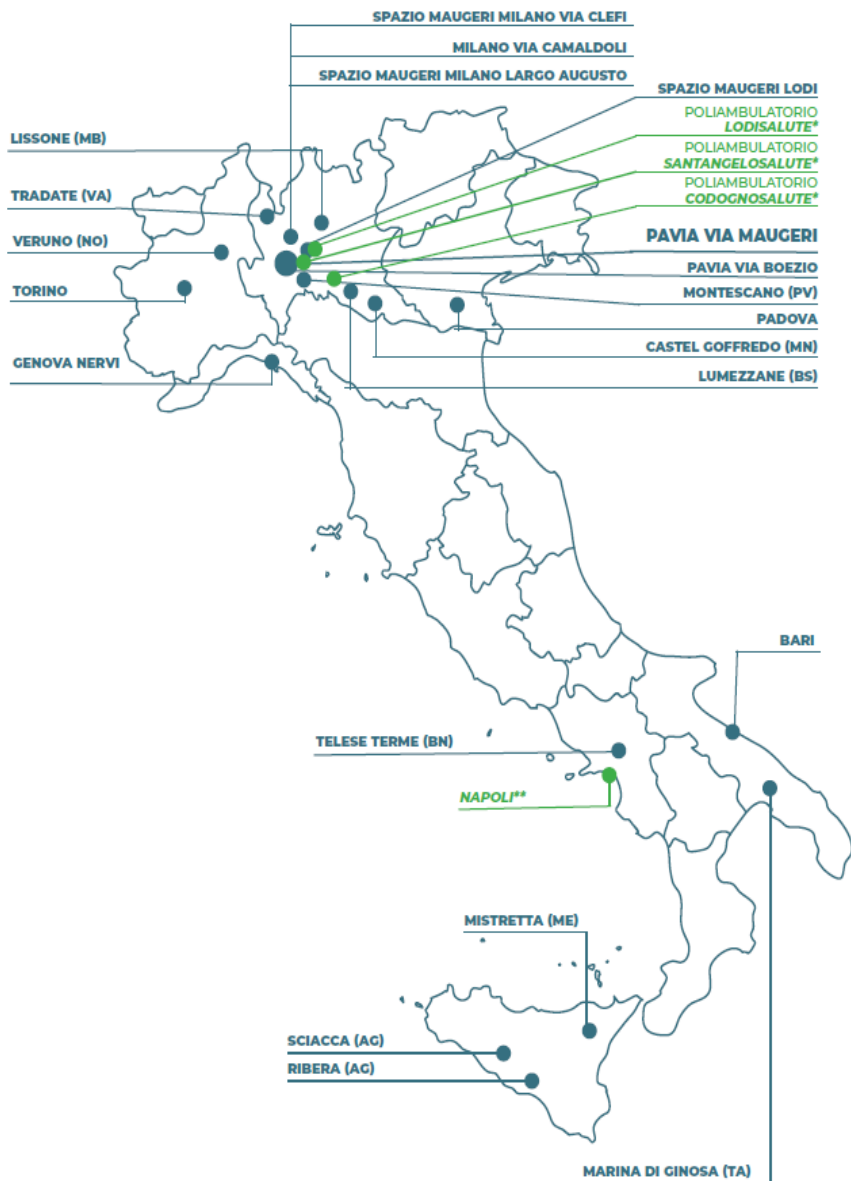 SPAZIO MAUGERI MILANO VIA CLEFI
MILANO VIA CAMALDOLI
SPAZIO MAUGERI MILANO LARGO AUGUSTO
SPAZIO MAUGERI LODI
POLIAMBULATORIO
LODISALUTE*
POLIAMBULATORIO
SANTANGELOSALUTE*
POLIAMBULATORIO
CODOGNOSALUTE*
LISSONE (MB)
TRADATE (VA)
VERUNO (NO)
TORINO
GENOVA NERVI
PAVIA VIA MAUGERI
PAVIA VIA BOEZIO
MONTESCANO (PV)
PADOVA
CASTEL GOFFREDO (MN)
LUMEZZANE (BS)
BARI
TELESE TERME (BN)
NAPOLI**
MISTRETTA (ME)
SCIACCA (AG)
RIBERA (AG)
MARINA DI GINOSA (TA)